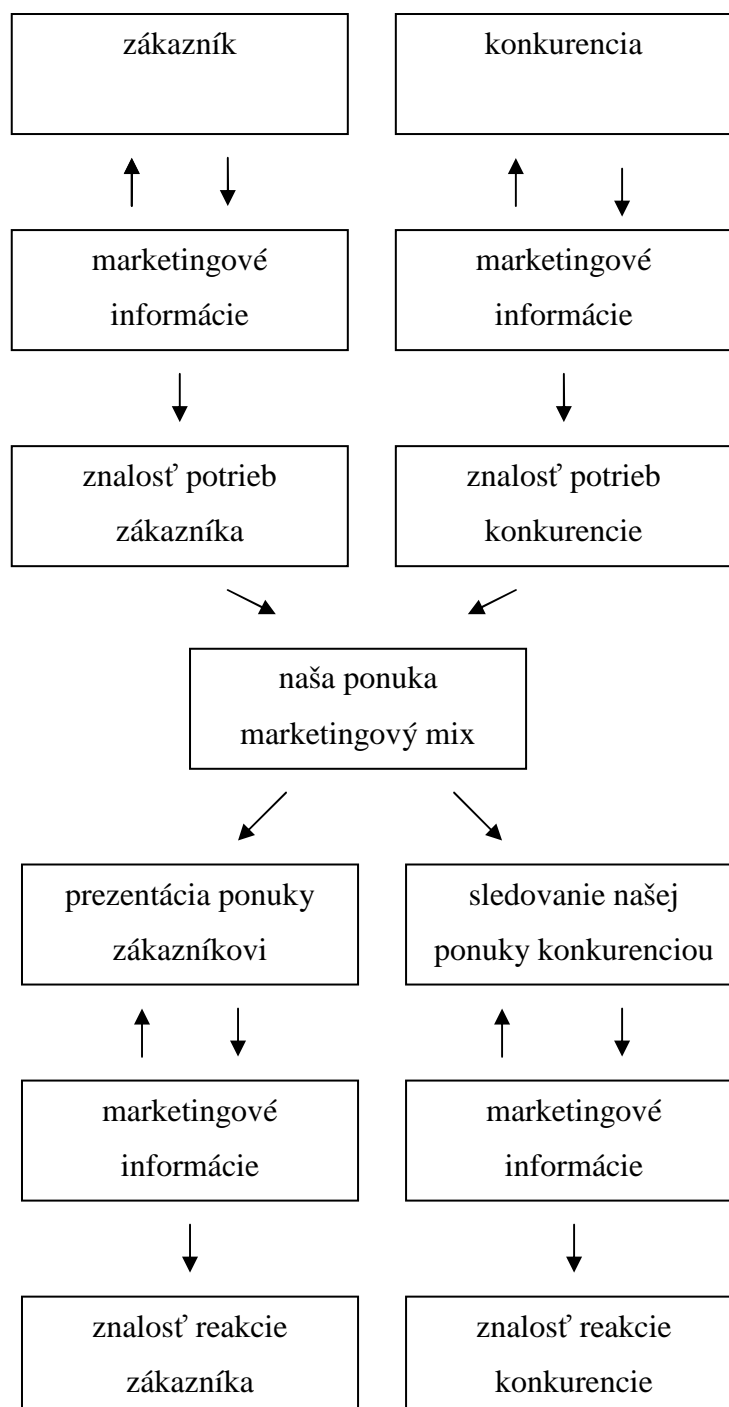 zákazník
konkurencia
marketingové
informácie
marketingové
informácie
znalosť potrieb
zákazníka
znalosť potrieb
konkurencie
naša ponuka
marketingový mix
prezentácia ponuky
zákazníkovi
sledovanie našej
ponuky konkurenciou
marketingové
informácie
marketingové
informácie
znalosť reakcie
zákazníka
znalosť reakcie
konkurencie